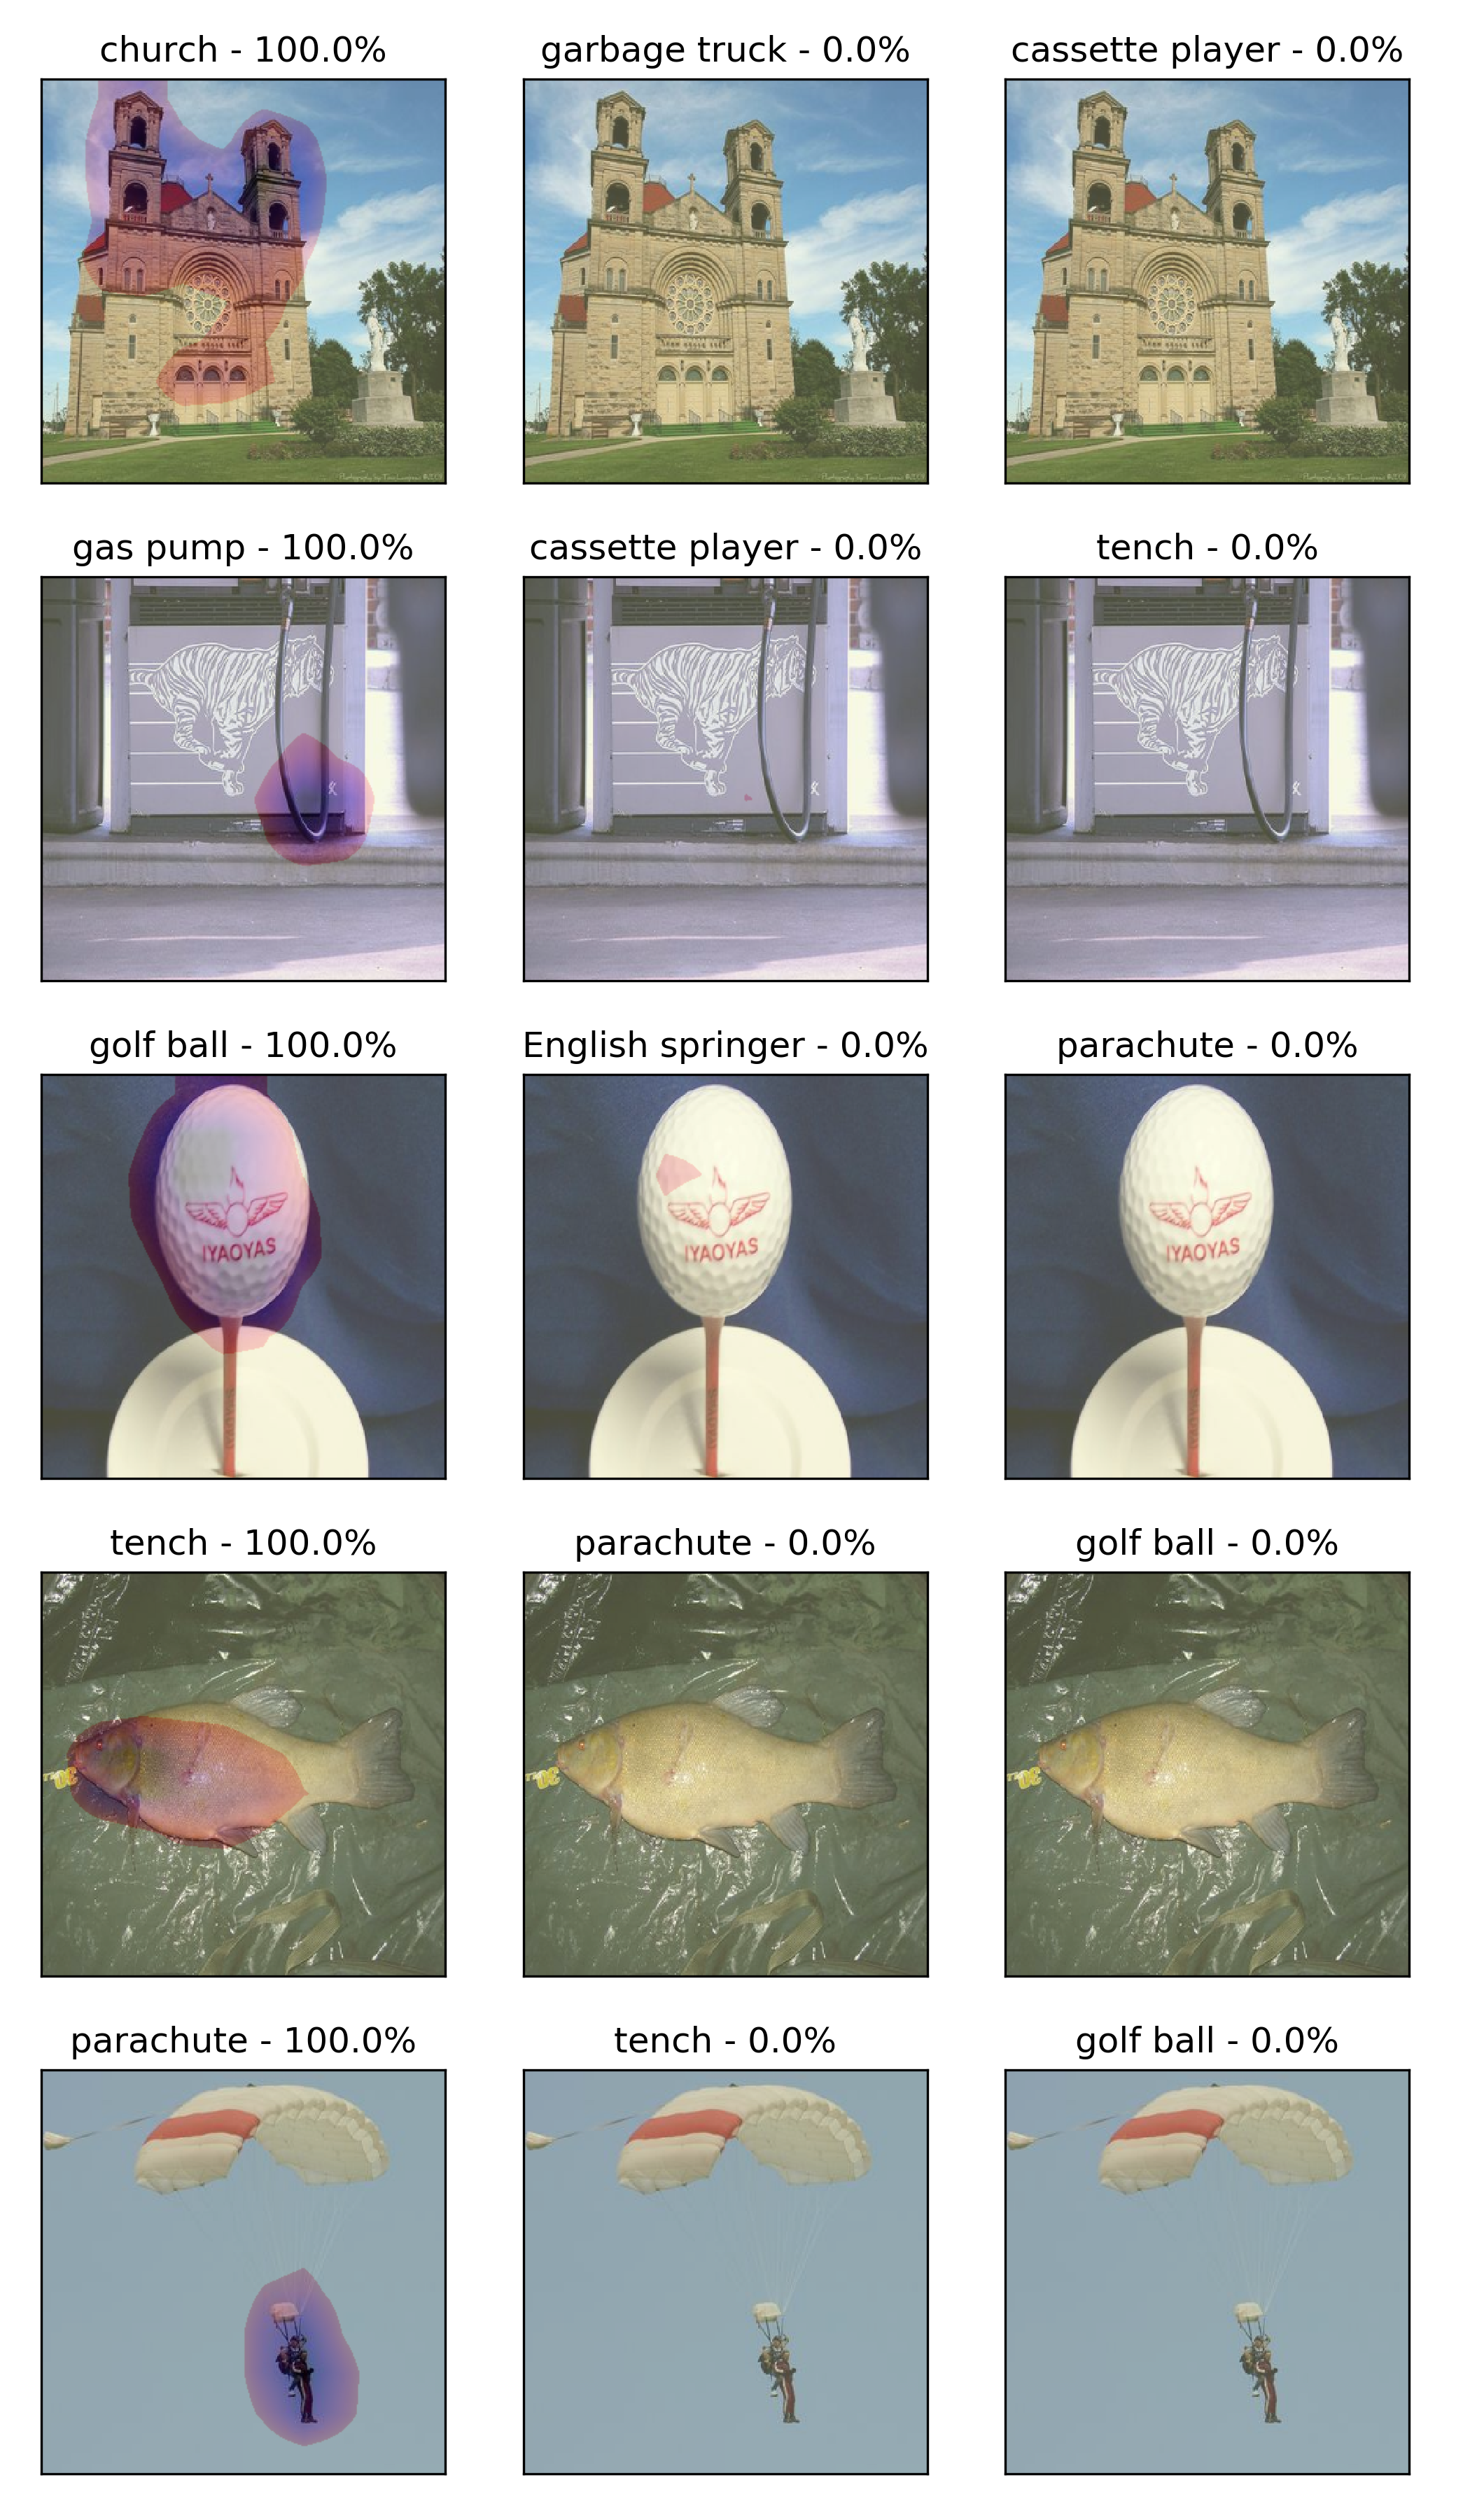 church - 100.0% garbage truck - 0.0% cassette player - 0.0%
gas pump - 100.0% cassette player - 0.0% tench - 0.0%
golf ball - 100.0% English springer - 0.0% parachute - 0.0%
IYAOYAS IYAOYAS IYAOYAS
tench - 100.0% parachute - 0.0% golf ball - 0.0%
parachute - 100.0% tench - 0.0% golf ball - 0.0%